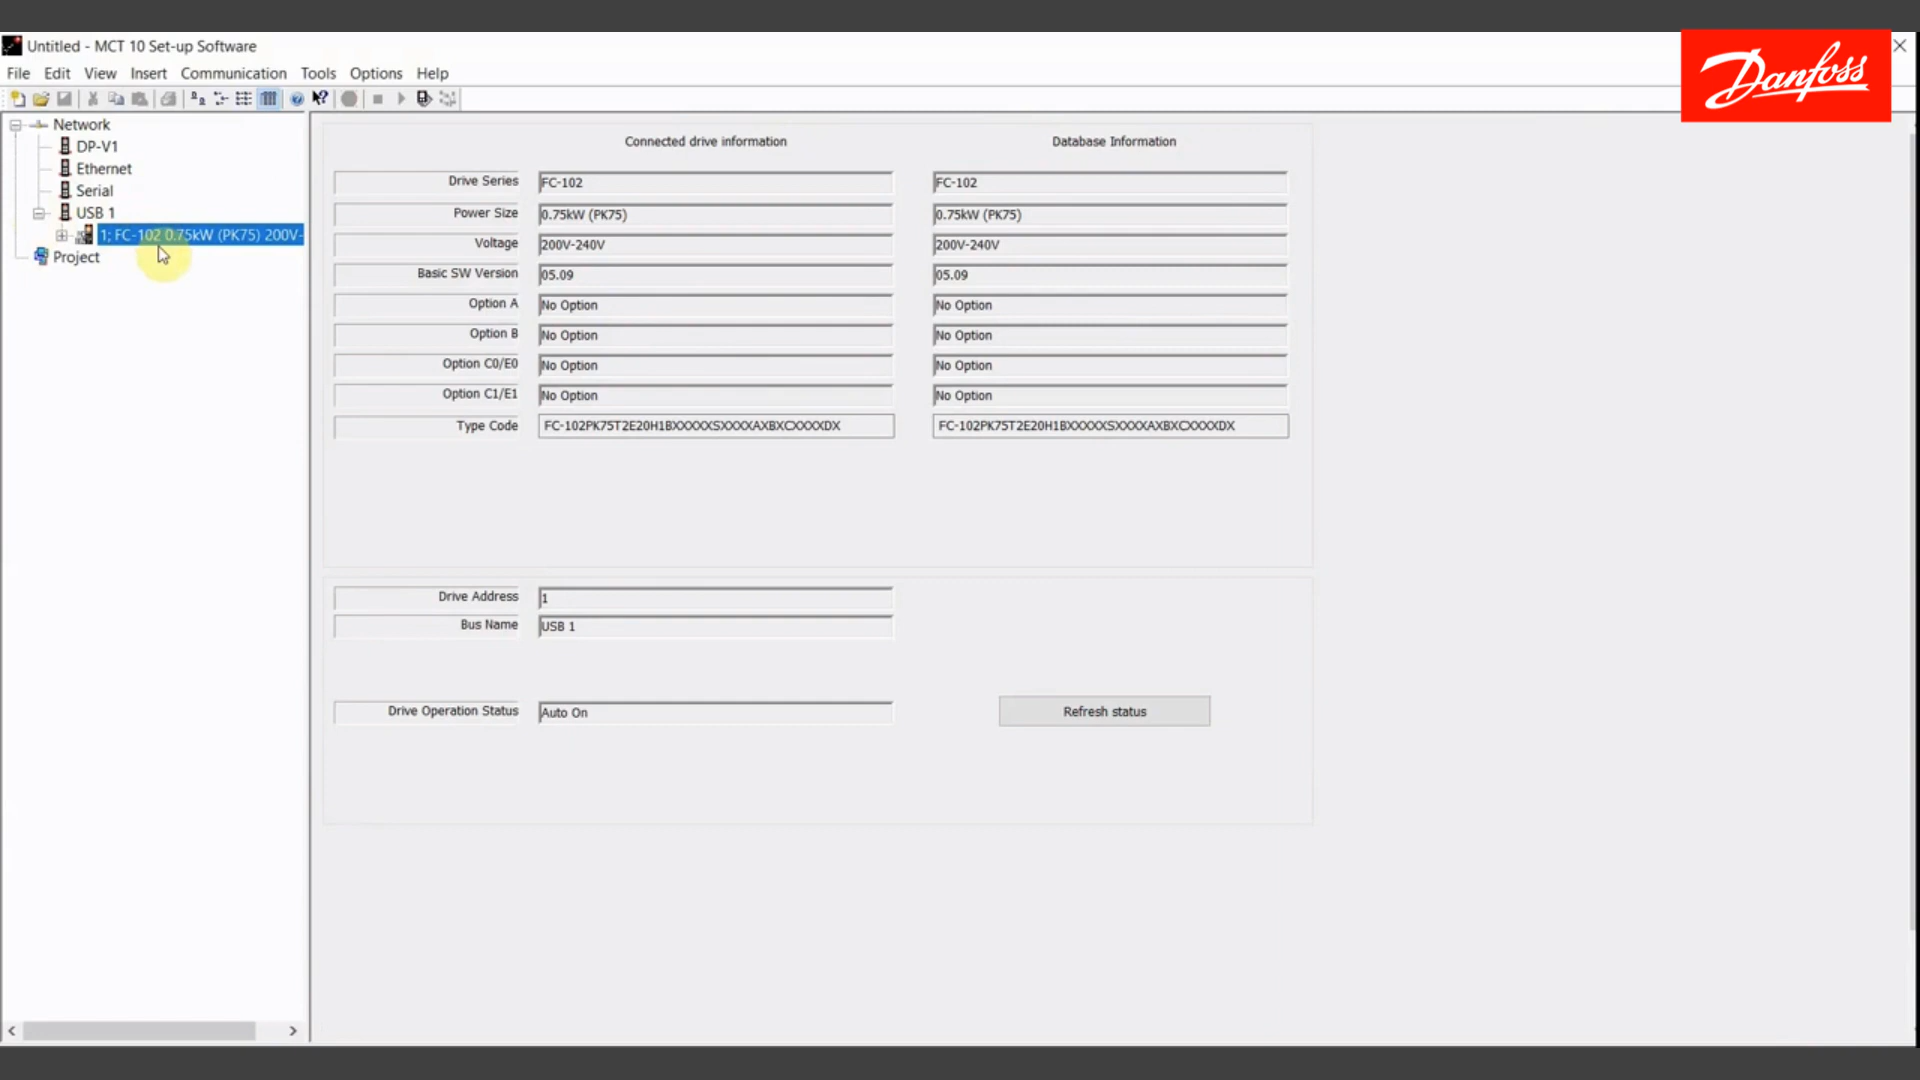 Untitled - MCT 10 Set-up Software
Danfoss
File Edit View Insert Communication Tools Options Help
Network
DP-V1
Ethernet
Serial
USB 1
1; FC-102 0.75kW (PK75) 200V-
Project
Connected drive information Database Information
Drive Series FC-102 FC-102
Power Size 0.75kW (PK75) 0.75kW (PK75)
Voltage 200V-240V 200V-240V
Basic SW Version 05.09 05.09
Option A No Option No Option
Option B No Option No Option
Option C0/E0 No Option No Option
Option C1/E1 No Option No Option
Type Code FC-102PK75T2E20H1BXXXXXSXXXXAXBXCXXXXDX FC-102PK75T2E20H1BXXXXXSXXXXAXBXCXXXXDX
Drive Address 1
Bus Name USB 1
Drive Operation Status Auto On Refresh status